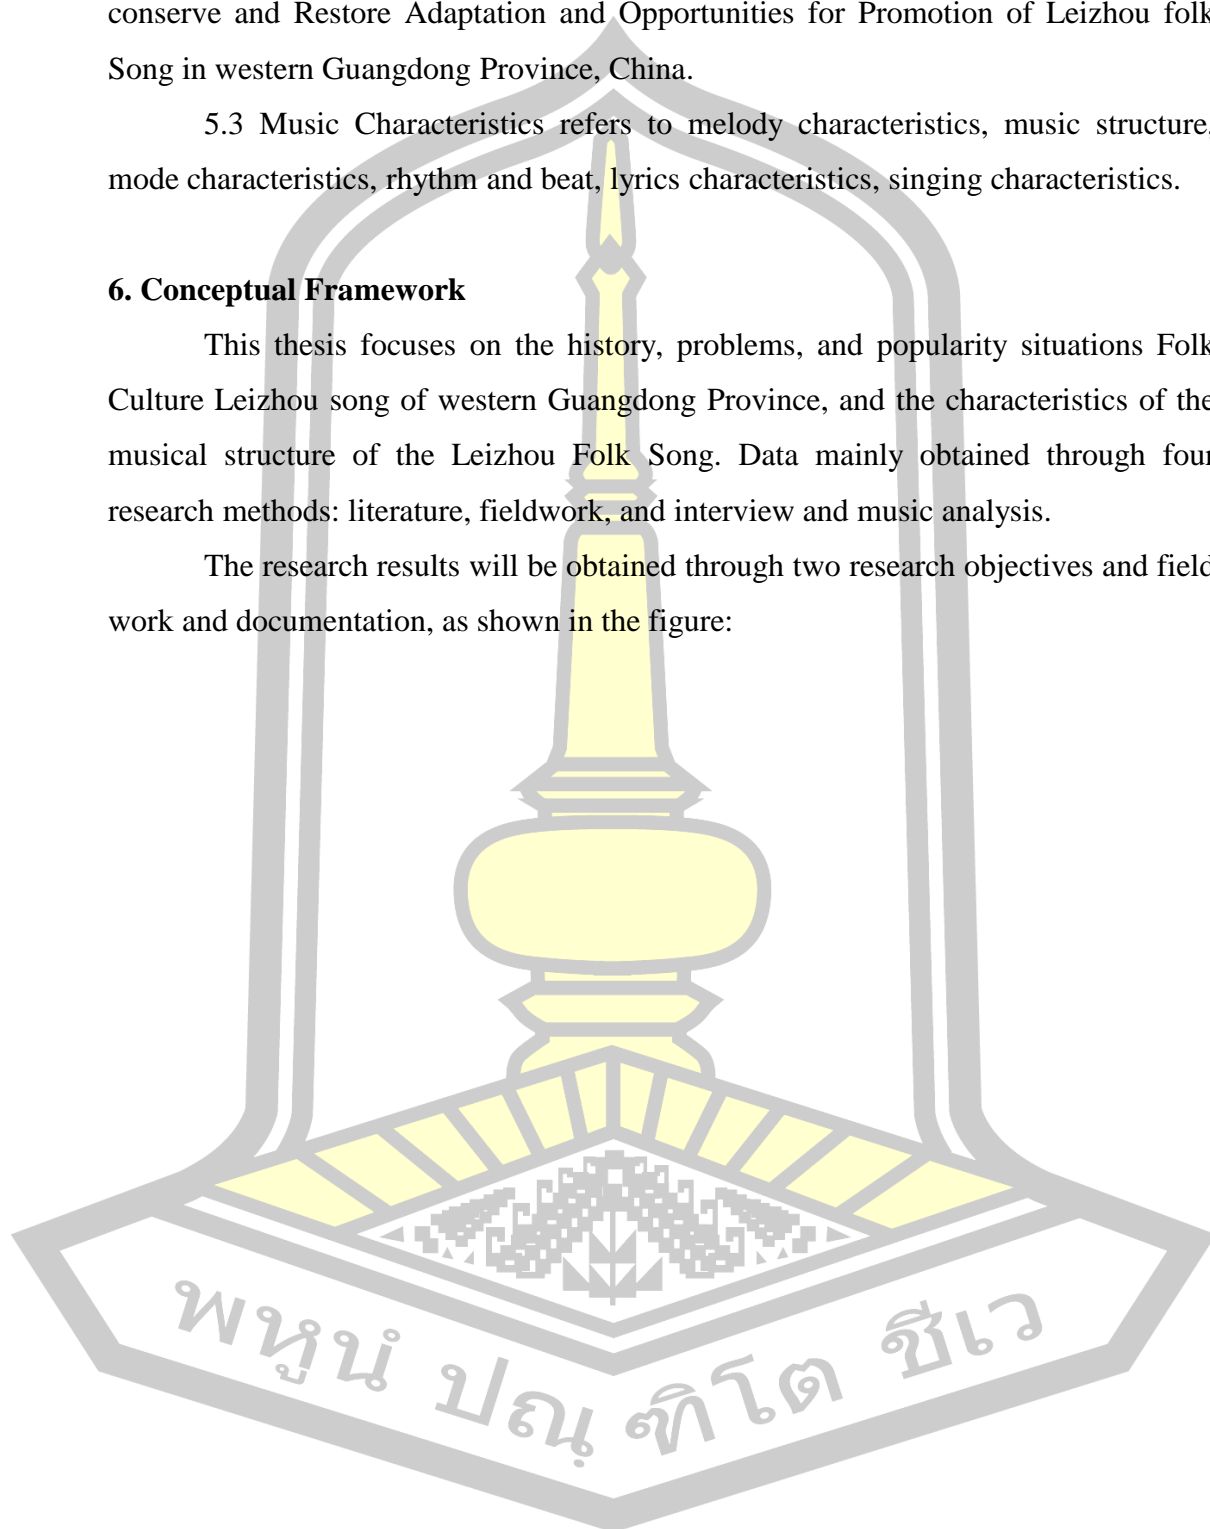 conserve and Restore Adaptation and Opportunities for Promotion of Leizhou folk
Song in western Guangdong Province, China.
5.3 Music Characteristics refers to melody characteristics, music structure,
mode characteristics, rhythm and beat, lyrics characteristics, singing characteristics.
6. Conceptual Framework
This thesis focuses on the history, problems, and popularity situations Folk
Culture Leizhou song of western Guangdong Province, and the characteristics of the
musical structure of the Leizhou Folk Song. Data mainly obtained through four
research methods: literature, fieldwork, and interview and music analysis.
The research results will be obtained through two research objectives and field
work and documentation, as shown in the figure:
พหูนํ ปณฺฑิโต ชีเว